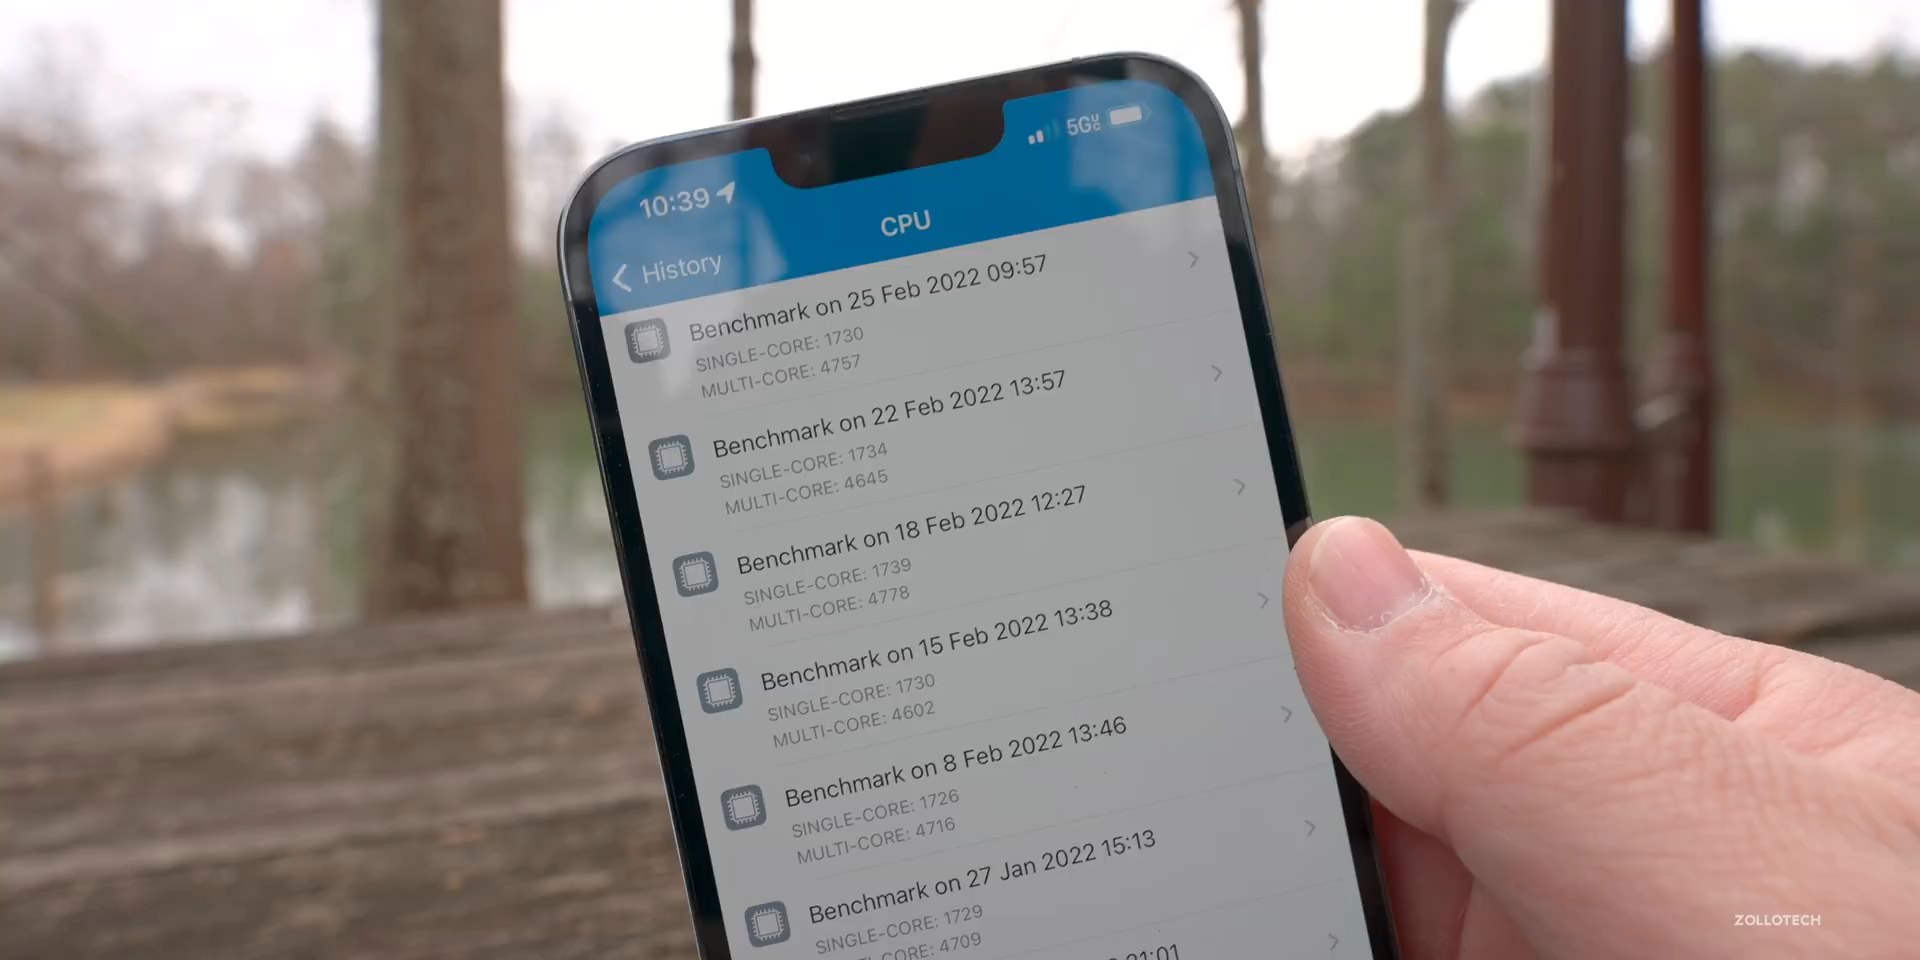 10:39
5GUC
CPU
History
Benchmark on 25 Feb 2022 09:57
SINGLE-CORE: 1730
MULTI-CORE: 4757
Benchmark on 22 Feb 2022 13:57
SINGLE-CORE: 1734
MULTI-CORE: 4645
Benchmark on 18 Feb 2022 12:27
SINGLE-CORE: 1739
MULTI-CORE: 4778
Benchmark on 15 Feb 2022 13:38
SINGLE-CORE: 1730
MULTI-CORE: 4602
Benchmark on 8 Feb 2022 13:46
SINGLE-CORE: 1726
MULTI-CORE: 4716
Benchmark on 27 Jan 2022 15:13
SINGLE-CORE: 1729
TI-CORE: 4709
21:01
ZOLLOTECH